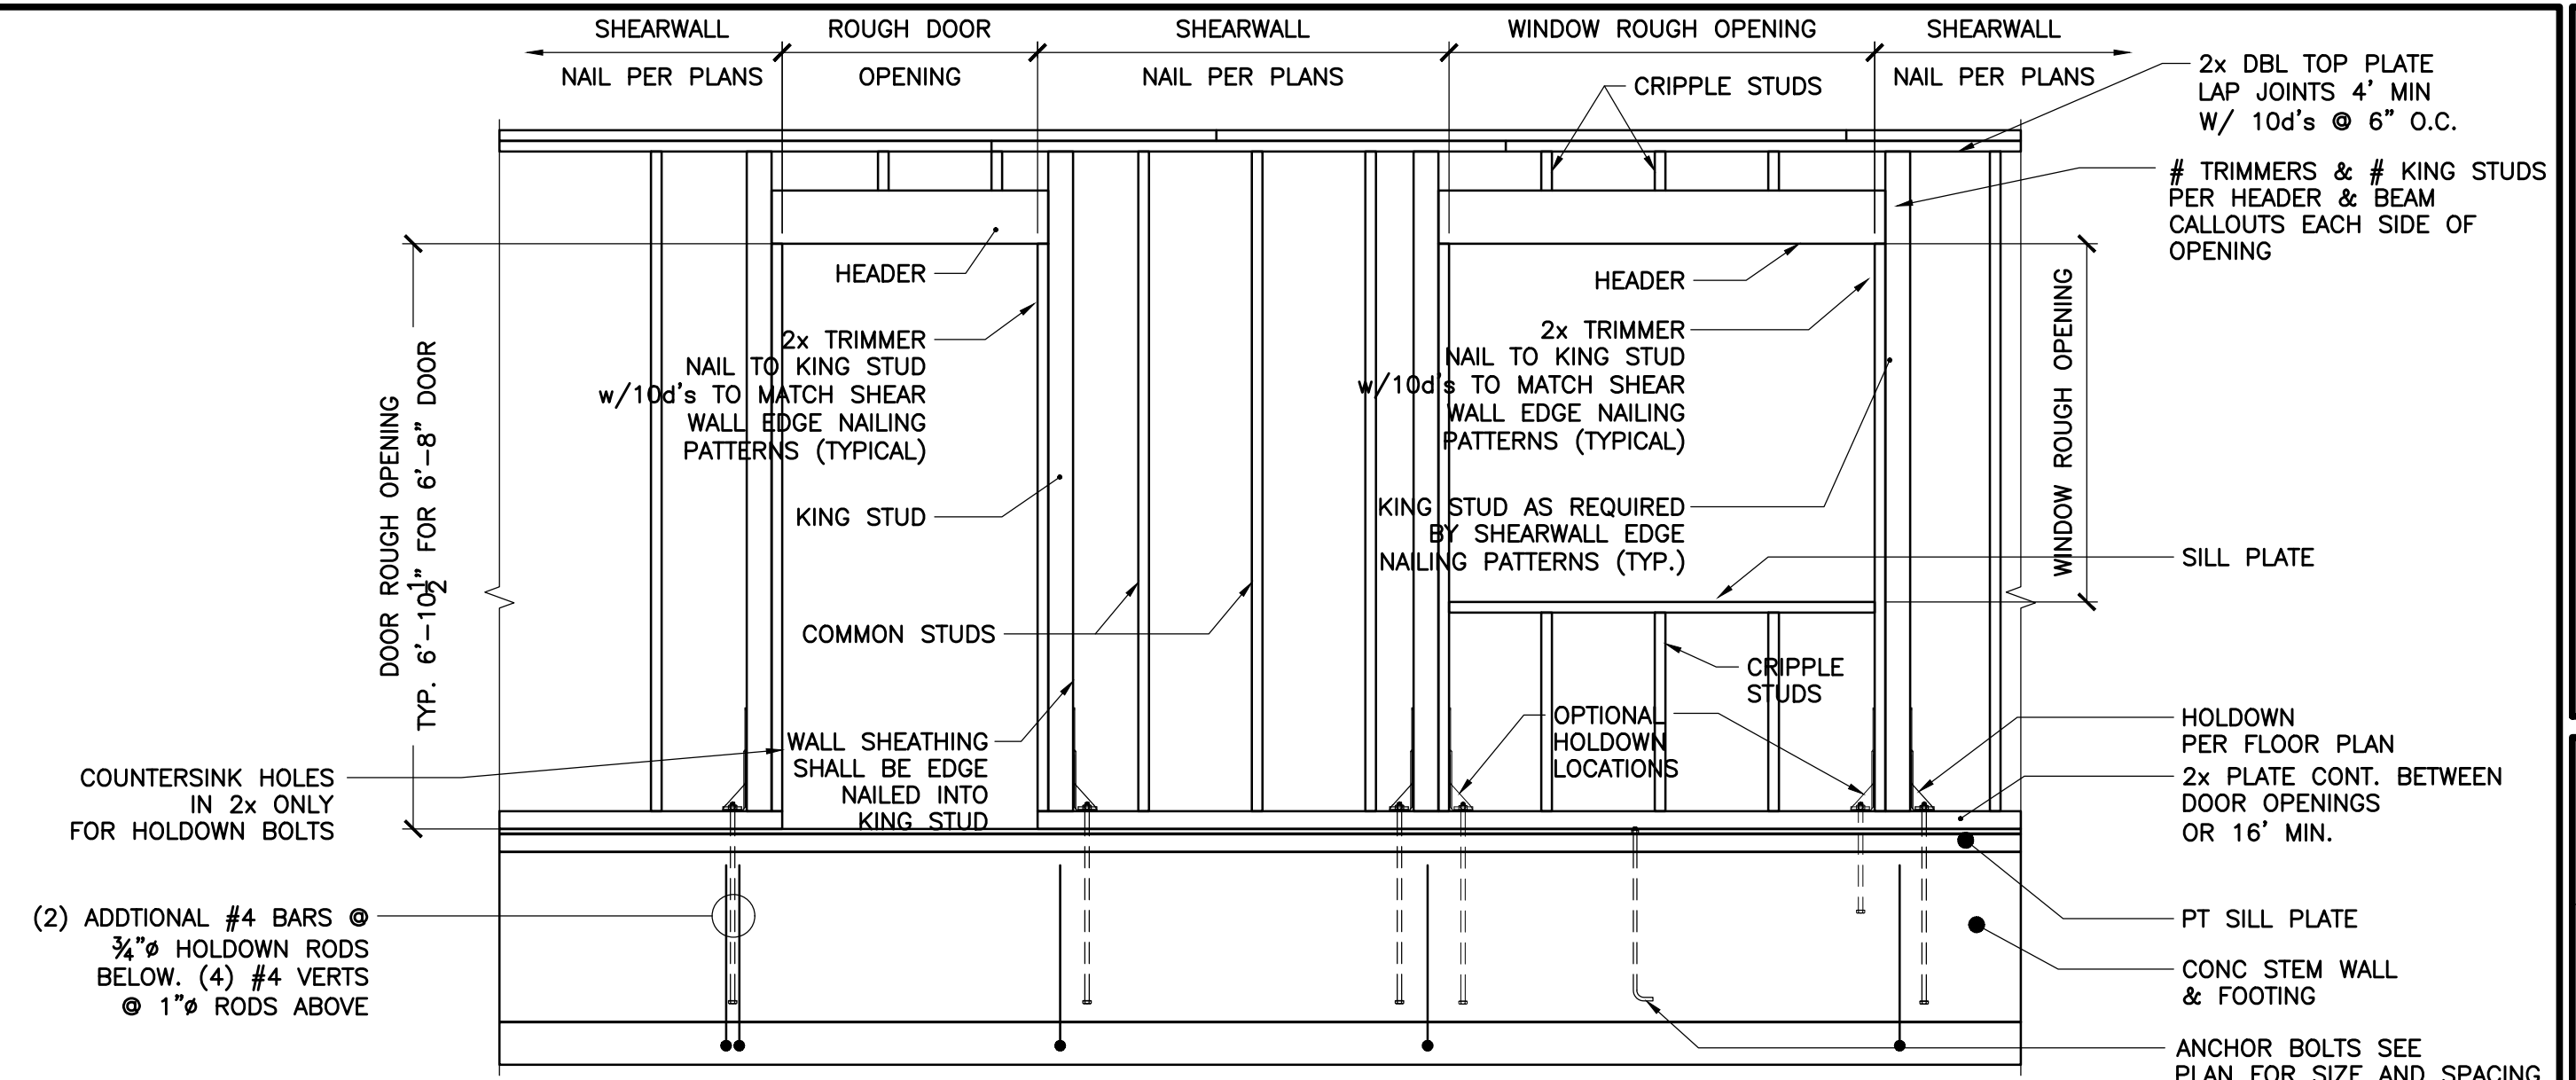 SHEARWALL
NAIL PER PLANS
ROUGH DOOR
OPENING
SHEARWALL
NAIL PER PLANS
WINDOW ROUGH OPENING
SHEARWALL
NAIL PER PLANS
CRIPPLE STUDS
2x DBL TOP PLATE
LAP JOINTS 4' MIN
W/ 10d's @ 6" O.C.
# TRIMMERS & # KING STUDS
PER HEADER & BEAM
CALLOUTS EACH SIDE OF
OPENING
HEADER
HEADER
2x TRIMMER
NAIL TO KING STUD
w/10d's TO MATCH SHEAR
WALL EDGE NAILING
PATTERNS (TYPICAL)
2x TRIMMER
NAIL TO KING STUD
w/10d's TO MATCH SHEAR
WALL EDGE NAILING
PATTERNS (TYPICAL)
DOOR ROUGH OPENING
TYP. 6'-10 1/2" FOR 6'-8" DOOR
WINDOW ROUGH OPENING
KING STUD
KING STUD AS REQUIRED
BY SHEARWALL EDGE
NAILING PATTERNS (TYP.)
SILL PLATE
COMMON STUDS
CRIPPLE
STUDS
OPTIONAL
HOLDOWN
LOCATIONS
WALL SHEATHING
SHALL BE EDGE
NAILED INTO
KING STUD
HOLDOWN
PER FLOOR PLAN
2x PLATE CONT. BETWEEN
DOOR OPENINGS
OR 16' MIN.
COUNTERSINK HOLES
IN 2x ONLY
FOR HOLDOWN BOLTS
(2) ADDTIONAL #4 BARS @
¾"ø HOLDOWN RODS
BELOW. (4) #4 VERTS
@ 1"ø RODS ABOVE
PT SILL PLATE
CONC STEM WALL
& FOOTING
ANCHOR BOLTS SEE
PLAN FOR SIZE AND SPACING